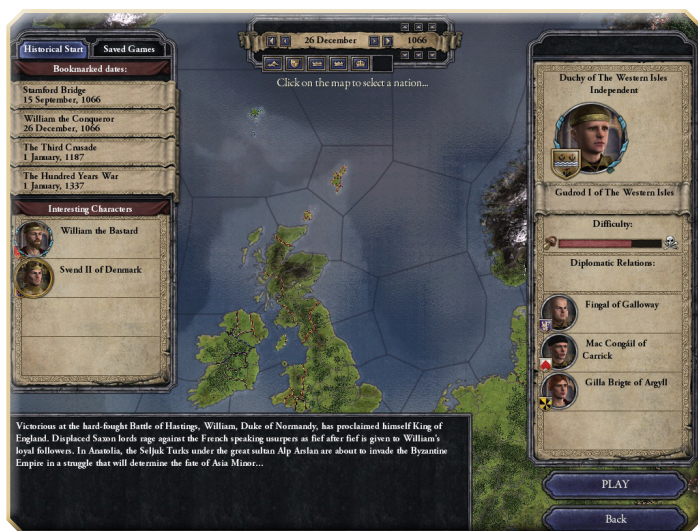 Historical Start
Saved Games
Bookmarked dates:
Stamford Bridge
15 September, 1066
William the Conqueror
26 December, 1066
The Third Crusade
1 January, 1187
The Hundred Years War
1 January, 1337
Interesting Characters
William the Bastard
Svend II of Denmark
26 December
1066
Click on the map to select a nation...
Duchy of The Western Isles
Independent
Gudrod I of The Western Isles
Difficulty:
Diplomatic Relations:
Fingal of Galloway
Mac Congáil of
Carrick
Gilla Brigte of Argyll
Victorious at the hard-fought Battle of Hastings, William, Duke of Normandy, has proclaimed himself King of
England. Displaced Saxon lords rage against the French speaking usurpers as fief after fief is given to William's
loyal followers. In Anatolia, the Seljuk Turks under the great sultan Alp Arslan are about to invade the Byzantine
Empire in a struggle that will determine the fate of Asia Minor...
PLAY
Back